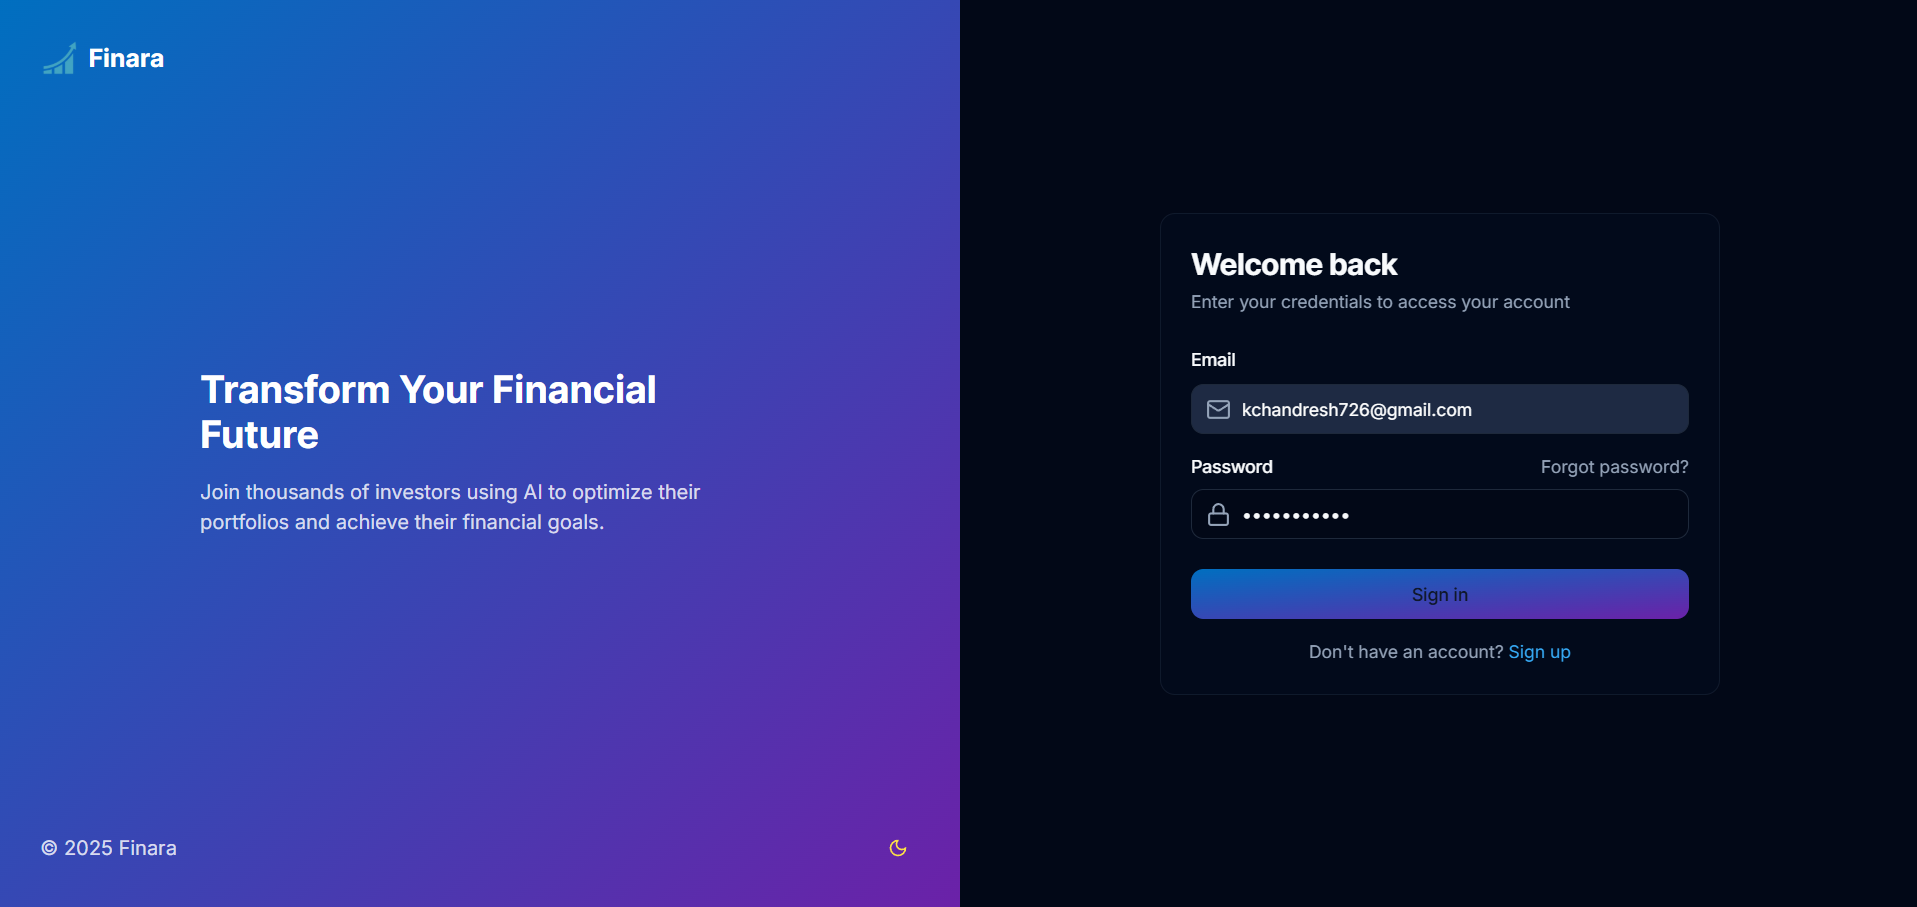 Finara
Transform Your Financial
Future
Join thousands of investors using AI to optimize their
portfolios and achieve their financial goals.
© 2025 Finara
Welcome back
Enter your credentials to access your account
Email
kchandresh726@gmail.com
Password Forgot password?
•••••••••••
Sign in
Don't have an account? Sign up